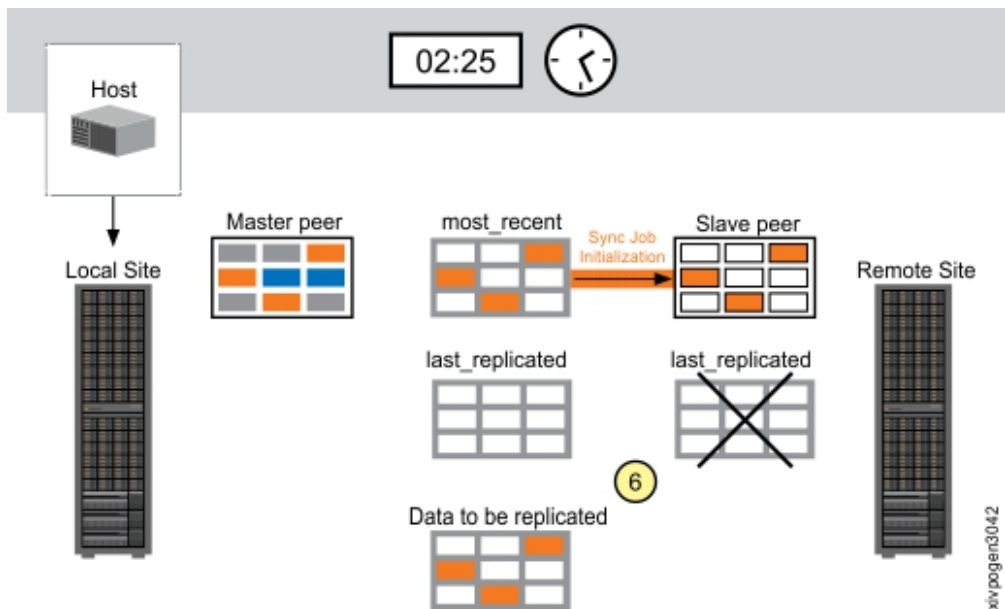 02:25
Host
Master peer
most_recent
Sync Job
Initialization
Slave peer
Local Site
Remote Site
last_replicated
last_replicated
6
Data to be replicated
xivpogen3042